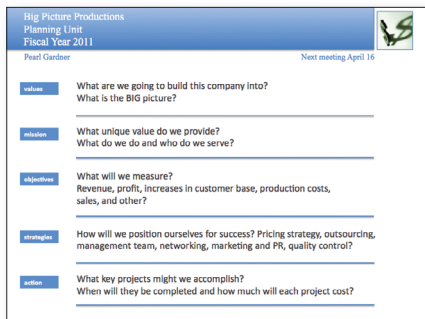 Big Picture Productions
Planning Unit
Fiscal Year 2011
Pearl Gardner Next meeting April 16
values
What are we going to build this company into?
What is the BIG picture?
mission
What unique value do we provide?
What do we do and who do we serve?
objectives
What will we measure?
Revenue, profit, increases in customer base, production costs,
sales, and other?
strategies
How will we position ourselves for success? Pricing strategy, outsourcing,
management team, networking, marketing and PR, quality control?
action
What key projects might we accomplish?
When will they be completed and how much will each project cost?